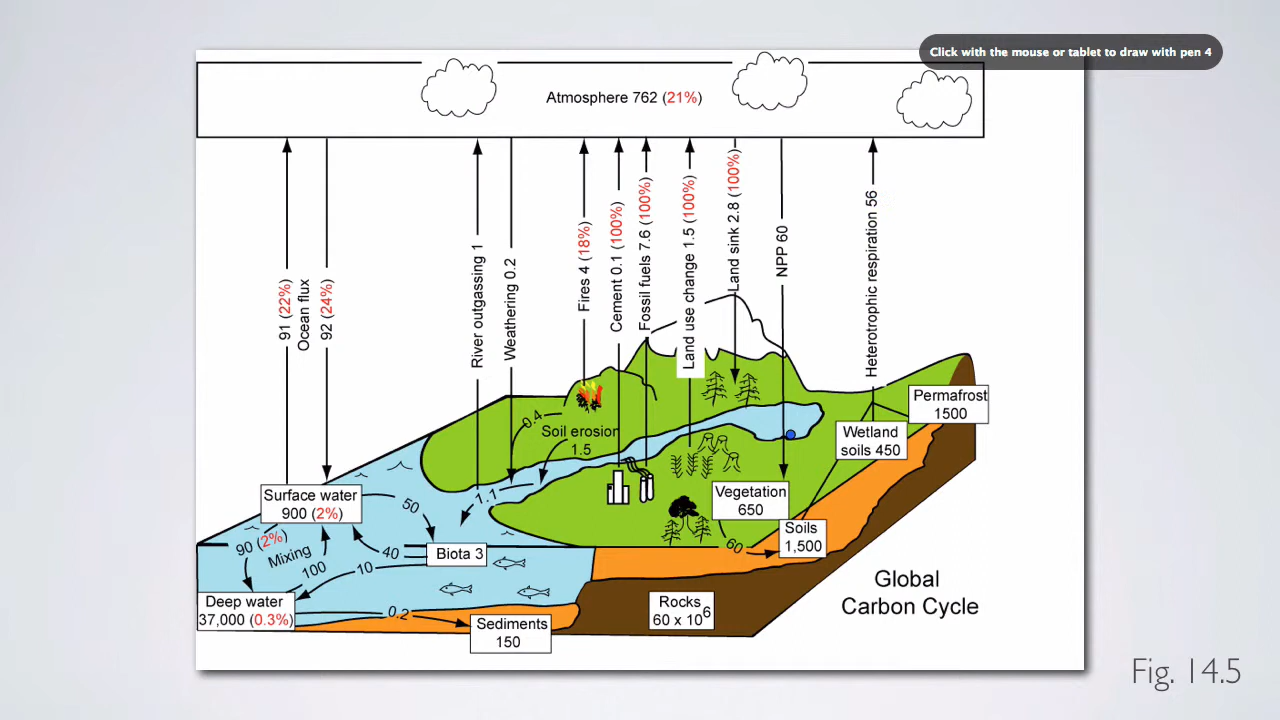 Click with the mouse or tablet to draw with pen 4
Atmosphere 762 (21%)
91 (22%)
Ocean flux
92 (24%)
River outgassing 1
Weathering 0.2
Fires 4 (18%)
Cement 0.1 (100%)
Fossil fuels 7.6 (100%)
Land use change 1.5 (100%)
Land sink 2.8 (100%)
NPP 60
Heterotrophic respiration 56
Permafrost
1500
0.4
Soil erosion
1.5
Wetland
soils 450
Surface water
900 (2%)
50
1.1
Vegetation
650
Soils
1,500
60
90 (2%)
Mixing
100
40
Biota 3
10
Deep water
37,000 (0.3%)
0.2
Sediments
150
Rocks
60 x 10⁶
Global
Carbon Cycle
Fig. 14.5